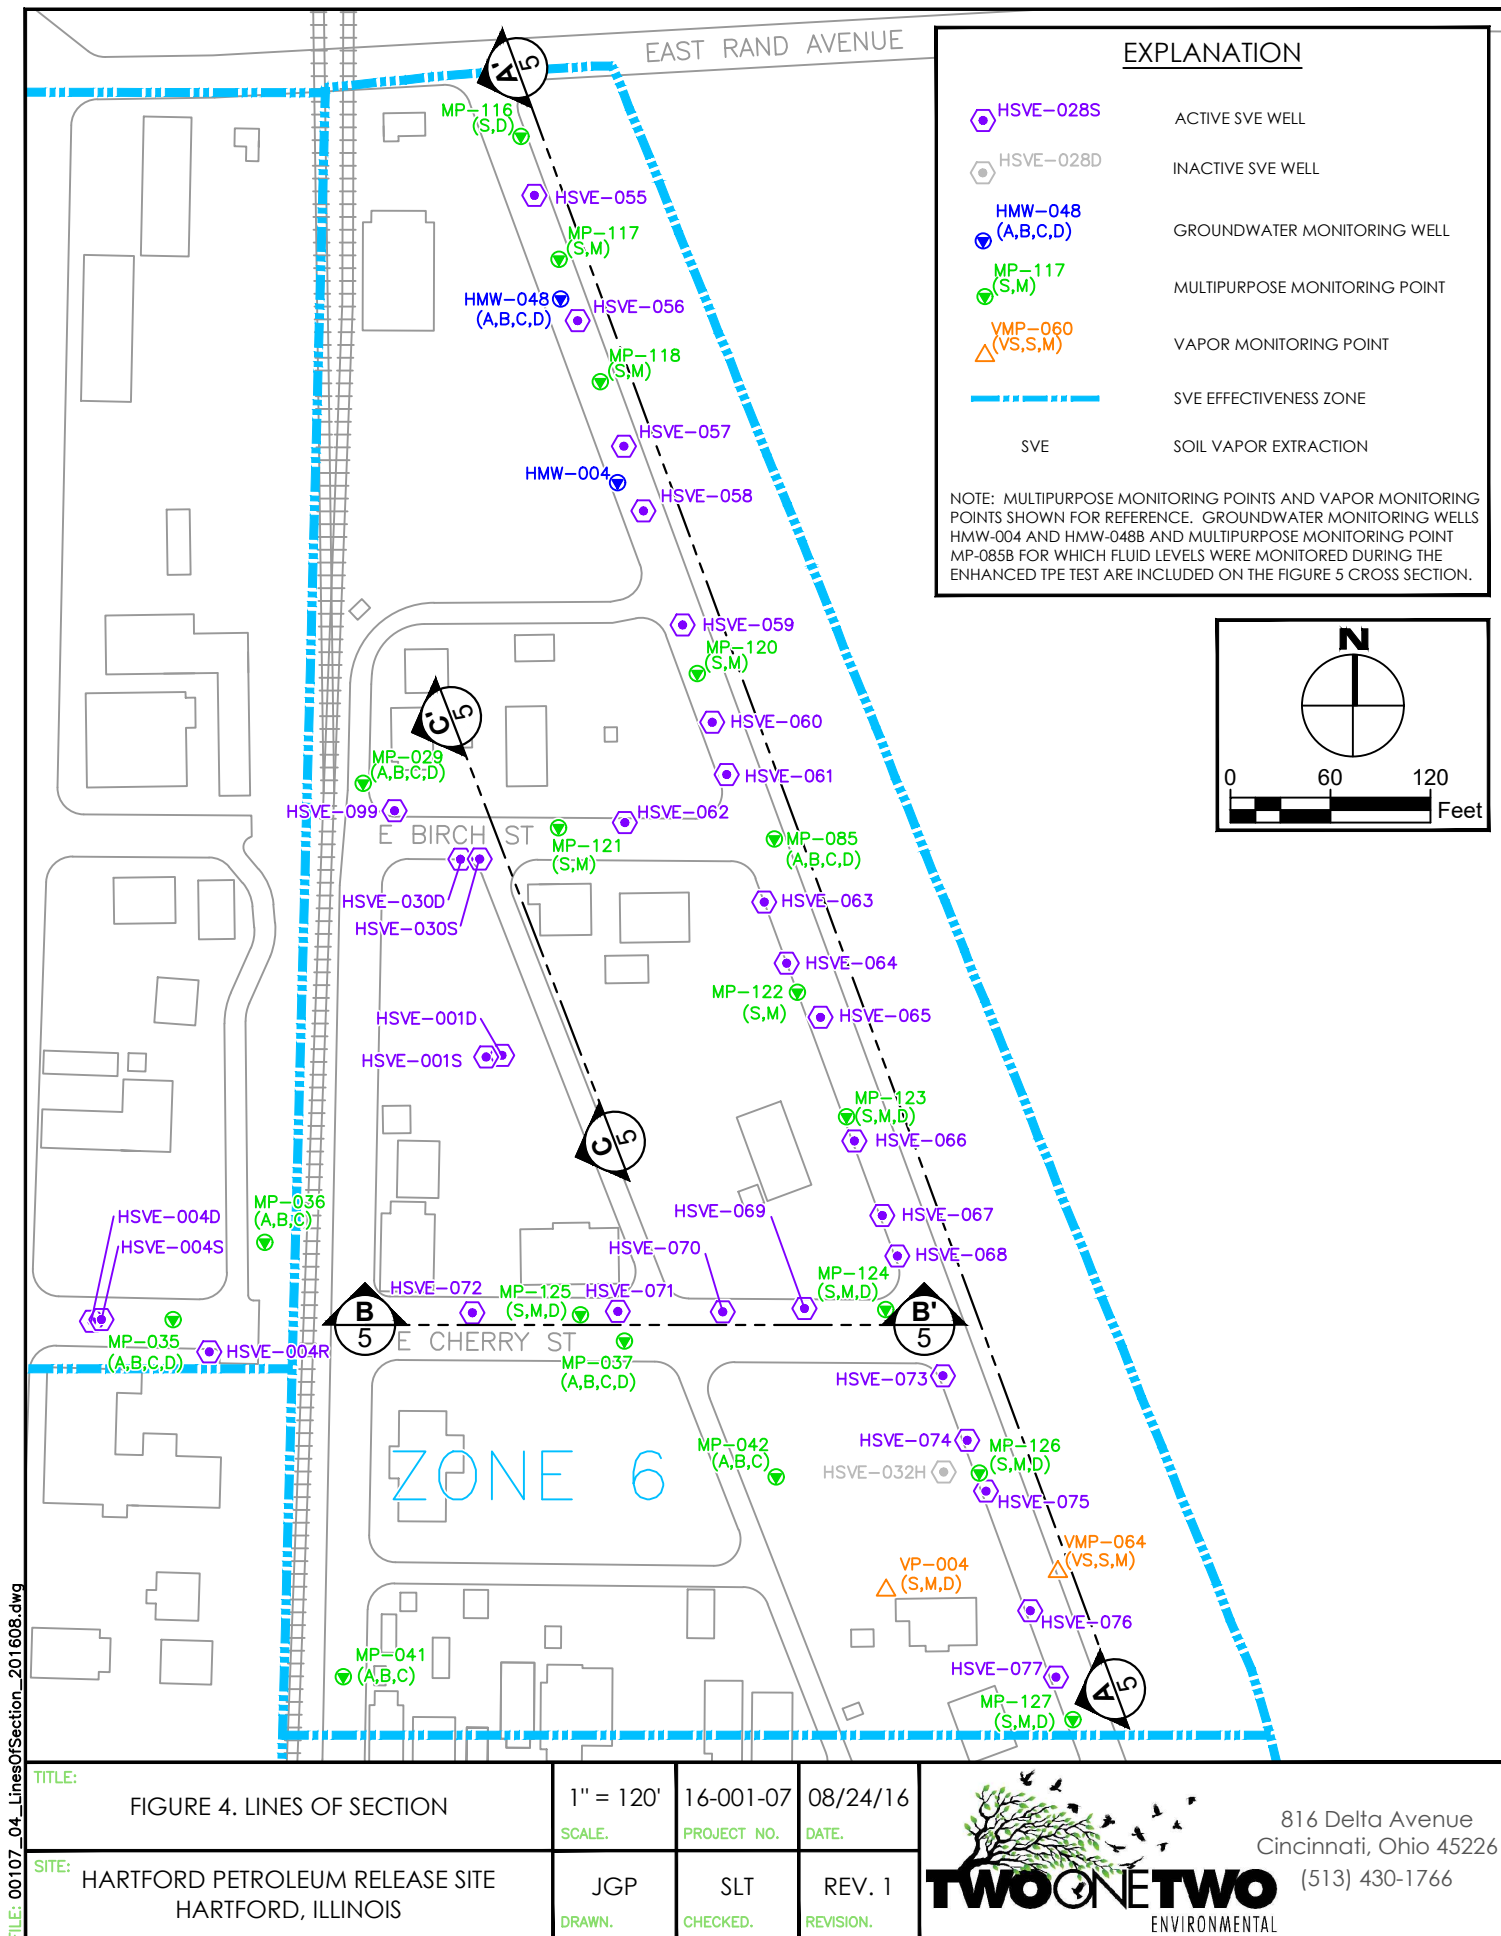 EAST RAND AVENUE
A'
5
MP-116
(S,D)
HSVE-055
MP-117
(S,M)
HMW-048
(A,B,C,D)
HSVE-056
MP-118
(S,M)
HSVE-057
HMW-004
HSVE-058
HSVE-059
MP-120
(S,M)
C'
5
HSVE-060
MP-029
(A,B,C,D)
HSVE-061
HSVE-099
HSVE-062
E BIRCH ST
MP-121
(S,M)
MP-085
(A,B,C,D)
HSVE-030D
HSVE-030S
HSVE-063
HSVE-064
MP-122
(S,M)
HSVE-065
HSVE-001D
HSVE-001S
MP-123
(S,M,D)
HSVE-066
C
5
MP-036
(A,B,C)
HSVE-004D
HSVE-004S
HSVE-069
HSVE-067
HSVE-070
HSVE-068
HSVE-072
MP-125
(S,M,D)
HSVE-071
MP-124
(S,M,D)
B
5
B'
5
E CHERRY ST
MP-035
(A,B,C,D)
HSVE-004R
MP-037
(A,B,C,D)
HSVE-073
ZONE 6
MP-042
(A,B,C)
HSVE-074
HSVE-032H
MP-126
(S,M,D)
HSVE-075
VP-004
(S,M,D)
VMP-064
(VS,S,M)
HSVE-076
MP-041
(A,B,C)
HSVE-077
A
5
MP-127
(S,M,D)
EXPLANATION
HSVE-028S
ACTIVE SVE WELL
HSVE-028D
INACTIVE SVE WELL
HMW-048
(A,B,C,D)
GROUNDWATER MONITORING WELL
MP-117
(S,M)
MULTIPURPOSE MONITORING POINT
VMP-060
(VS,S,M)
VAPOR MONITORING POINT
SVE EFFECTIVENESS ZONE
SVE
SOIL VAPOR EXTRACTION
NOTE: MULTIPURPOSE MONITORING POINTS AND VAPOR MONITORING
POINTS SHOWN FOR REFERENCE. GROUNDWATER MONITORING WELLS
HMW-004 AND HMW-048B AND MULTIPURPOSE MONITORING POINT
MP-085B FOR WHICH FLUID LEVELS WERE MONITORED DURING THE
ENHANCED TPE TEST ARE INCLUDED ON THE FIGURE 5 CROSS SECTION.
N
0 60 120
Feet
FILE: 00107_04_LinesOfSection_201608.dwg
TITLE:
FIGURE 4. LINES OF SECTION
1" = 120'
SCALE.
16-001-07
PROJECT NO.
08/24/16
DATE.
SITE:
HARTFORD PETROLEUM RELEASE SITE
HARTFORD, ILLINOIS
JGP
DRAWN.
SLT
CHECKED.
REV. 1
REVISION.
TWOONETWO
ENVIRONMENTAL
816 Delta Avenue
Cincinnati, Ohio 45226
(513) 430-1766